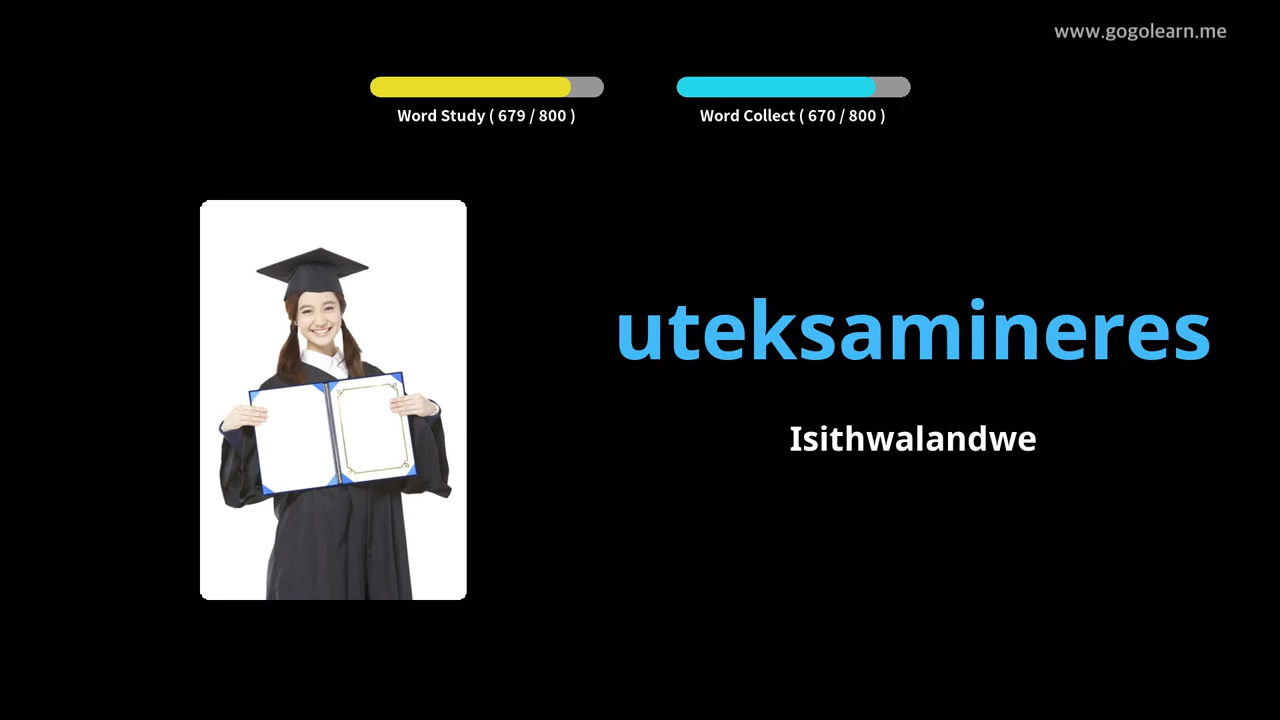 www.gogolearn.me
Word Study ( 679 / 800 )
Word Collect ( 670 / 800 )
uteksamineres
Isithwalandwe